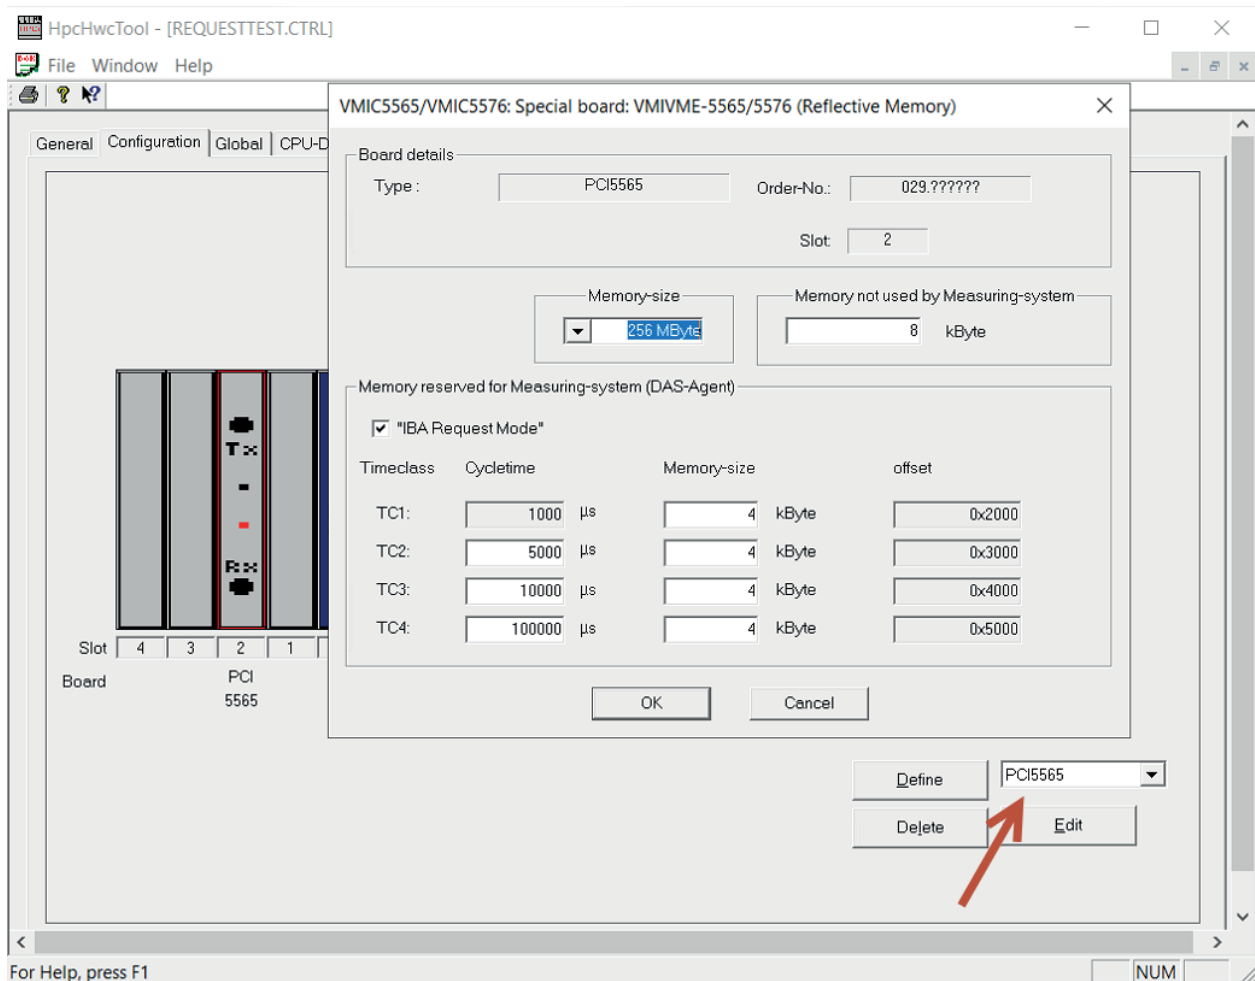 HpcHwcTool - [REQUESTTEST.CTRL]
File Window Help
General Configuration Global CPU-D
VMIC5565/VMIC5576: Special board: VMIVME-5565/5576 (Reflective Memory)
Board details
Type : PCI5565 Order-No.: 029.??????
Slot: 2
Memory-size Memory not used by Measuring-system
256 MByte 8 kByte
Memory reserved for Measuring-system (DAS-Agent)
"IBA Request Mode"
Timeclass Cycletime Memory-size offset
TC1: 1000 µs 4 kByte 0x2000
TC2: 5000 µs 4 kByte 0x3000
TC3: 10000 µs 4 kByte 0x4000
TC4: 100000 µs 4 kByte 0x5000
OK Cancel
Tx
Rx
Slot 4 3 2 1
Board PCI
5565
Define PCI5565
Delete Edit
For Help, press F1 NUM